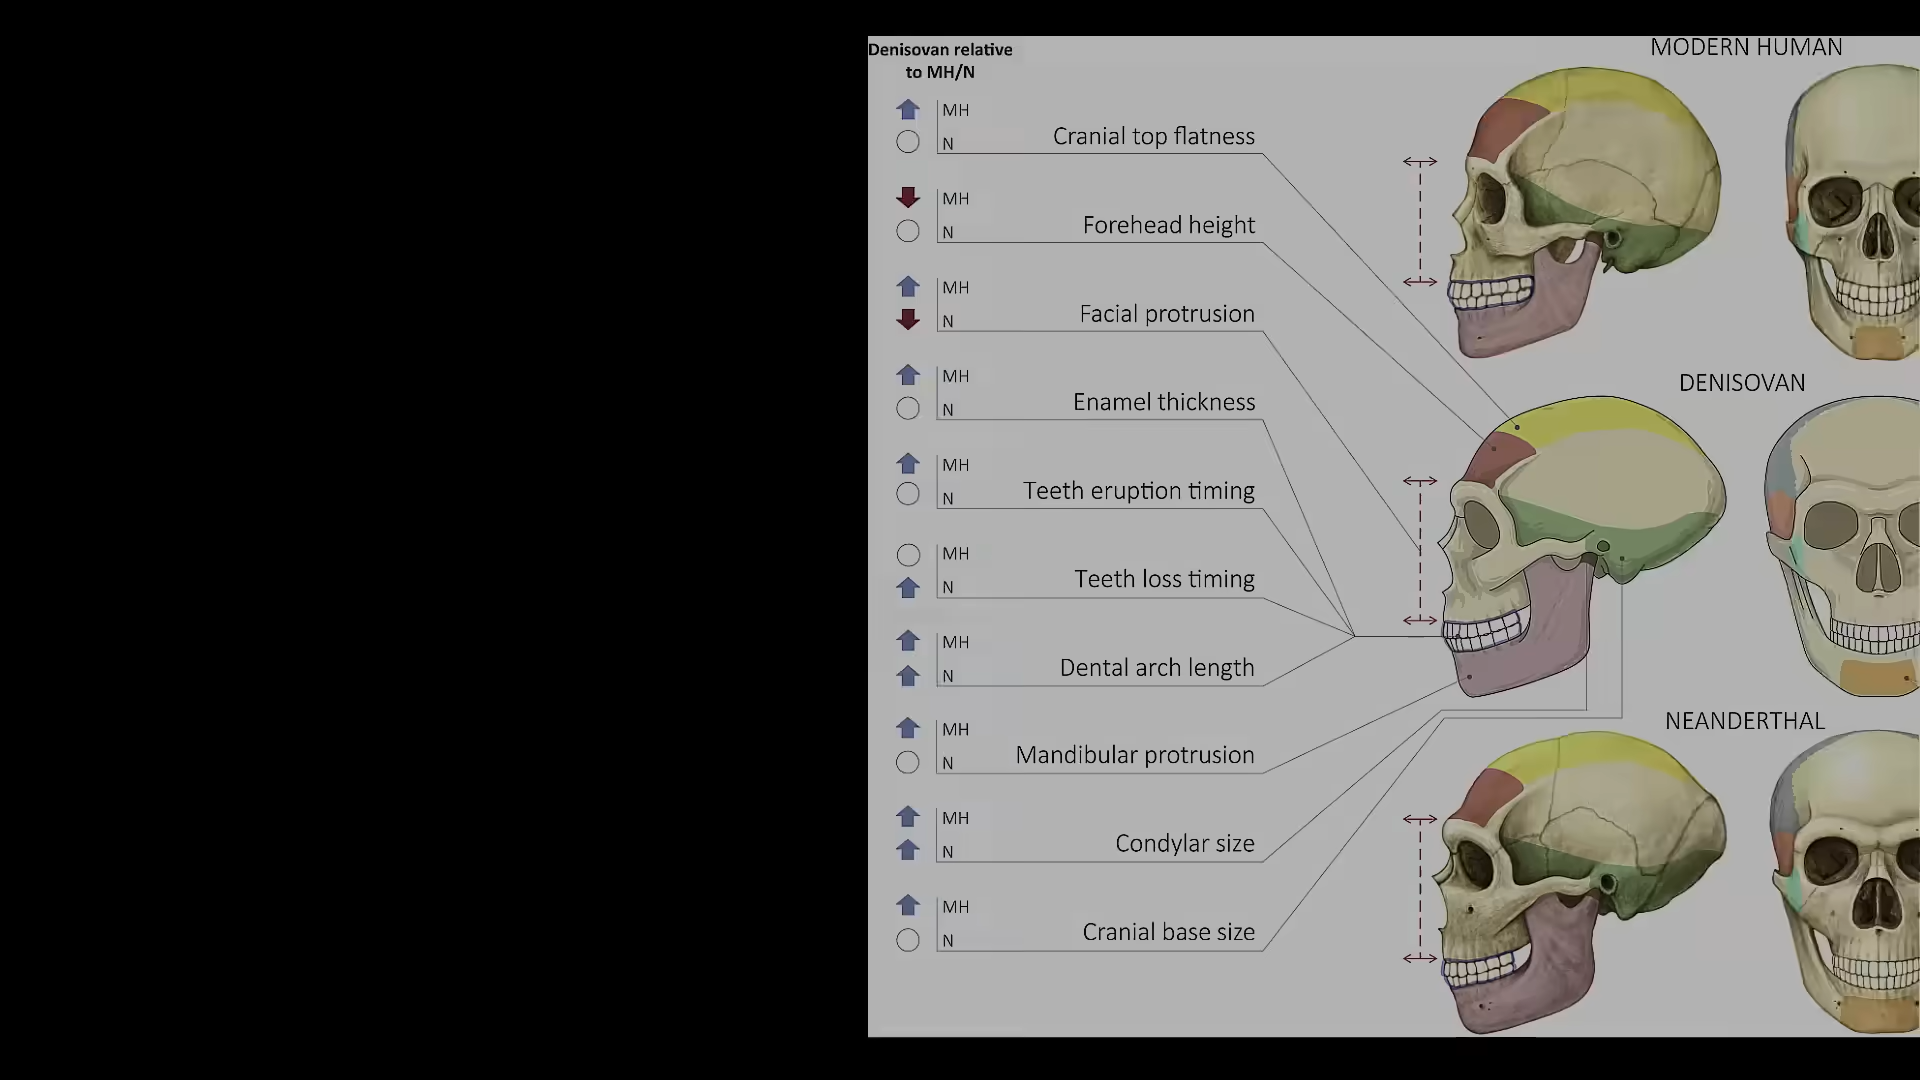 Denisovan relative
to MH/N
MODERN HUMAN
MH
N
Cranial top flatness
MH
N
Forehead height
MH
N
Facial protrusion
MH
N
Enamel thickness
DENISOVAN
MH
N
Teeth eruption timing
MH
N
Teeth loss timing
MH
N
Dental arch length
MH
N
Mandibular protrusion
NEANDERTHAL
MH
N
Condylar size
MH
N
Cranial base size